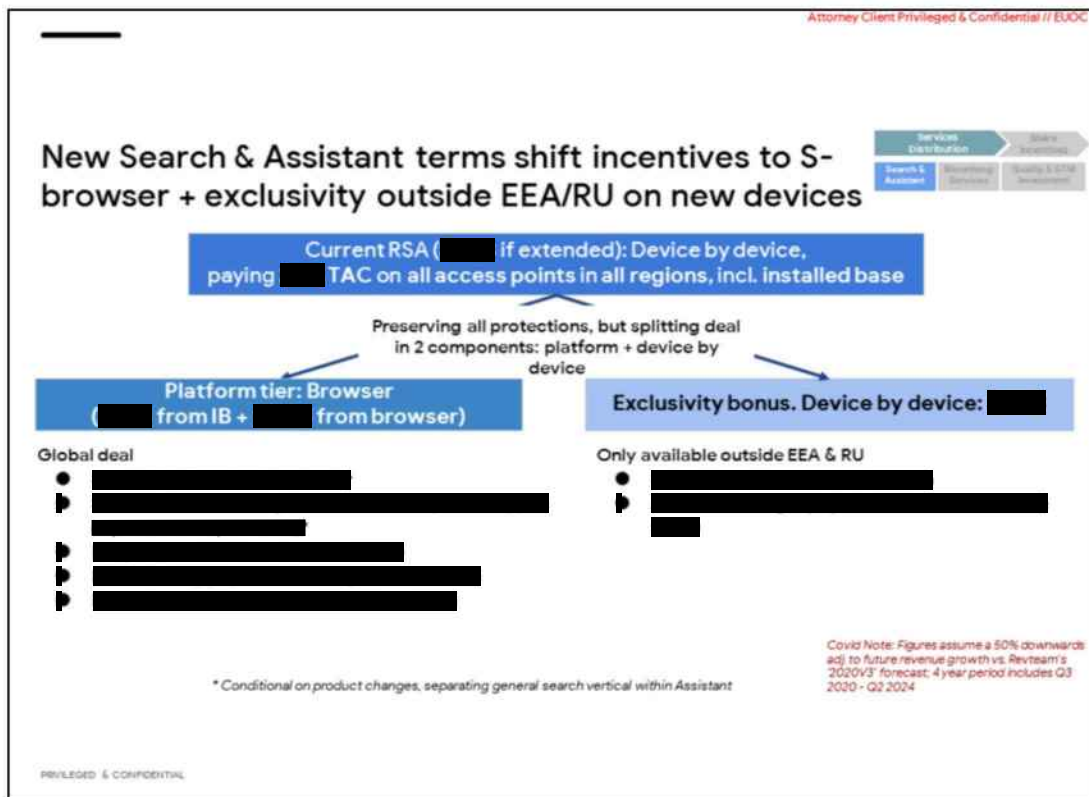 Attorney Client Privileged & Confidential // EUOC
New Search & Assistant terms shift incentives to S-
browser + exclusivity outside EEA/RU on new devices
Services
Distribution
Share
Incentives
Search &
Assistant
Services
Current RSA ( if extended): Device by device,
paying TAC on all access points in all regions, incl. installed base
Preserving all protections, but splitting deal
in 2 components: platform + device by
device
Platform tier: Browser
( from IB + from browser)
Exclusivity bonus. Device by device:
Global deal
Only available outside EEA & RU
* Conditional on product changes, separating general search vertical within Assistant
Covid Note: Figures assume a 50% downwards
adj to future revenue growth vs. Revteam's
'2020V3' forecast; 4 year period includes Q3
2020 - Q2 2024
PRIVILEGED & CONFIDENTIAL